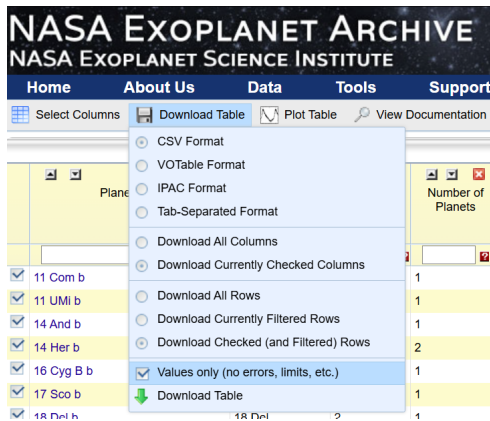 NASA EXOPLANET ARCHIVE
NASA EXOPLANET SCIENCE INSTITUTE
Home About Us Data Tools Support
Select Columns Download Table Plot Table View Documentation
CSV Format
VOTable Format
IPAC Format
Tab-Separated Format
Download All Columns
Download Currently Checked Columns
Download All Rows
Download Currently Filtered Rows
Download Checked (and Filtered) Rows
Values only (no errors, limits, etc.)
Download Table
Plane
Number of
Planets
?
11 Com b 1
11 UMi b 1
14 And b 1
14 Her b 2
16 Cyg B b 1
17 Sco b 1
18 Del b 18 Del 2 1